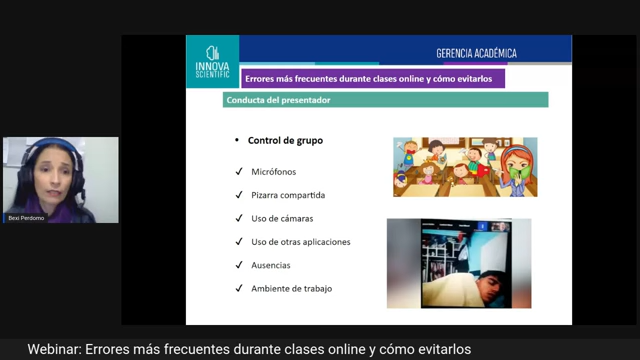 INNOVA
SCIENTIFIC
GERENCIA ACADÉMICA
Errores más frecuentes durante clases online y cómo evitarlos
Conducta del presentador
• Control de grupo
✓ Micrófonos
✓ Pizarra compartida
✓ Uso de cámaras
✓ Uso de otras aplicaciones
✓ Ausencias
✓ Ambiente de trabajo
Bexi Perdomo
Webinar: Errores más frecuentes durante clases online y cómo evitarlos